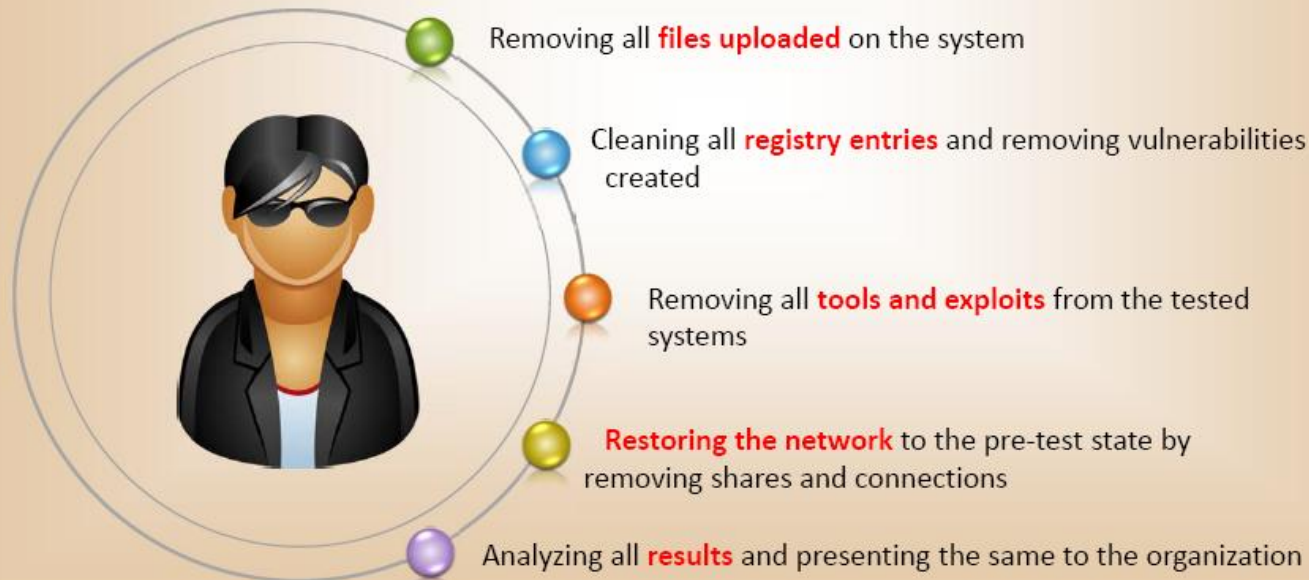 Removing all files uploaded on the system
Cleaning all registry entries and removing vulnerabilities
created
Removing all tools and exploits from the tested
systems
Restoring the network to the pre-test state by
removing shares and connections
Analyzing all results and presenting the same to the organization